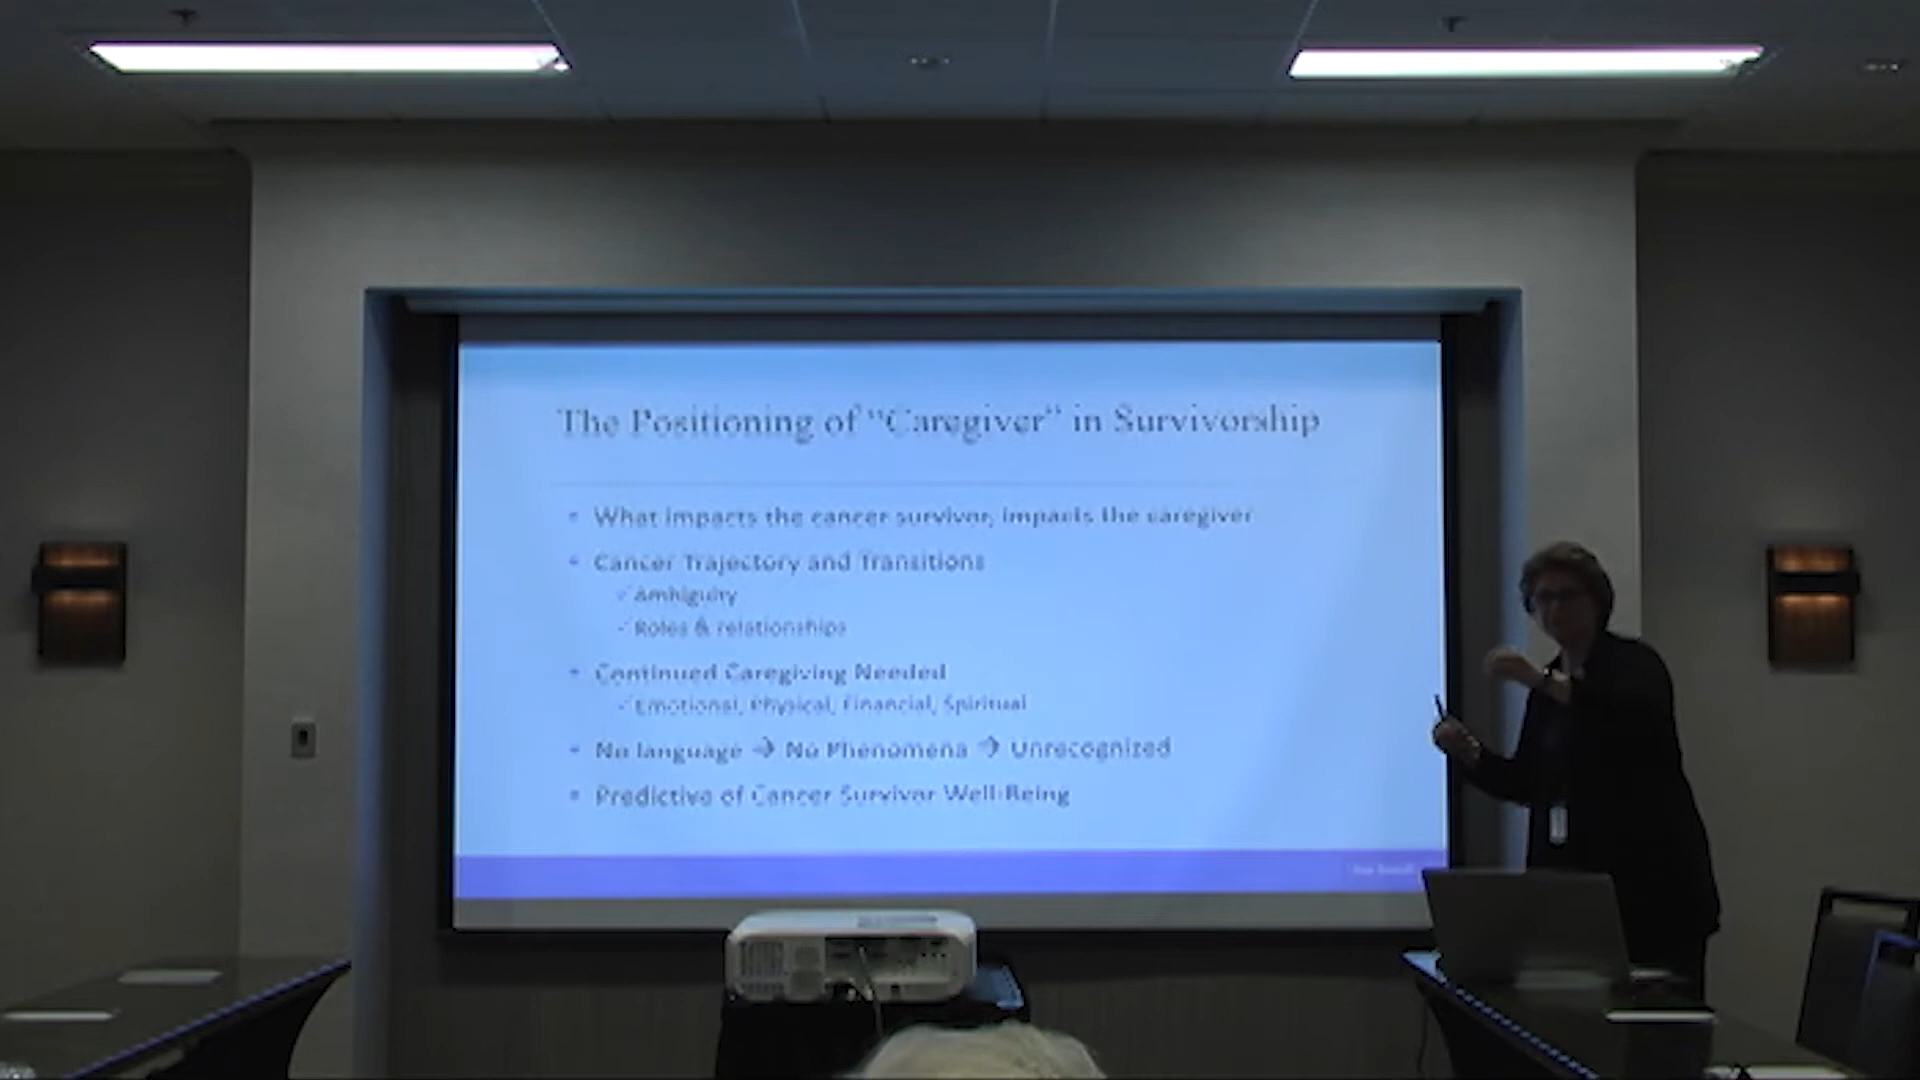 The Positioning of “Caregiver” in Survivorship
What impacts the cancer survivor, impacts the caregiver
Cancer Trajectory and Transitions
Ambiguity
Roles & relationships
Continued Caregiving Needed
Emotional, Physical, Financial, Spiritual
No language → No Phenomena → Unrecognized
Predictive of Cancer Survivor Well-Being